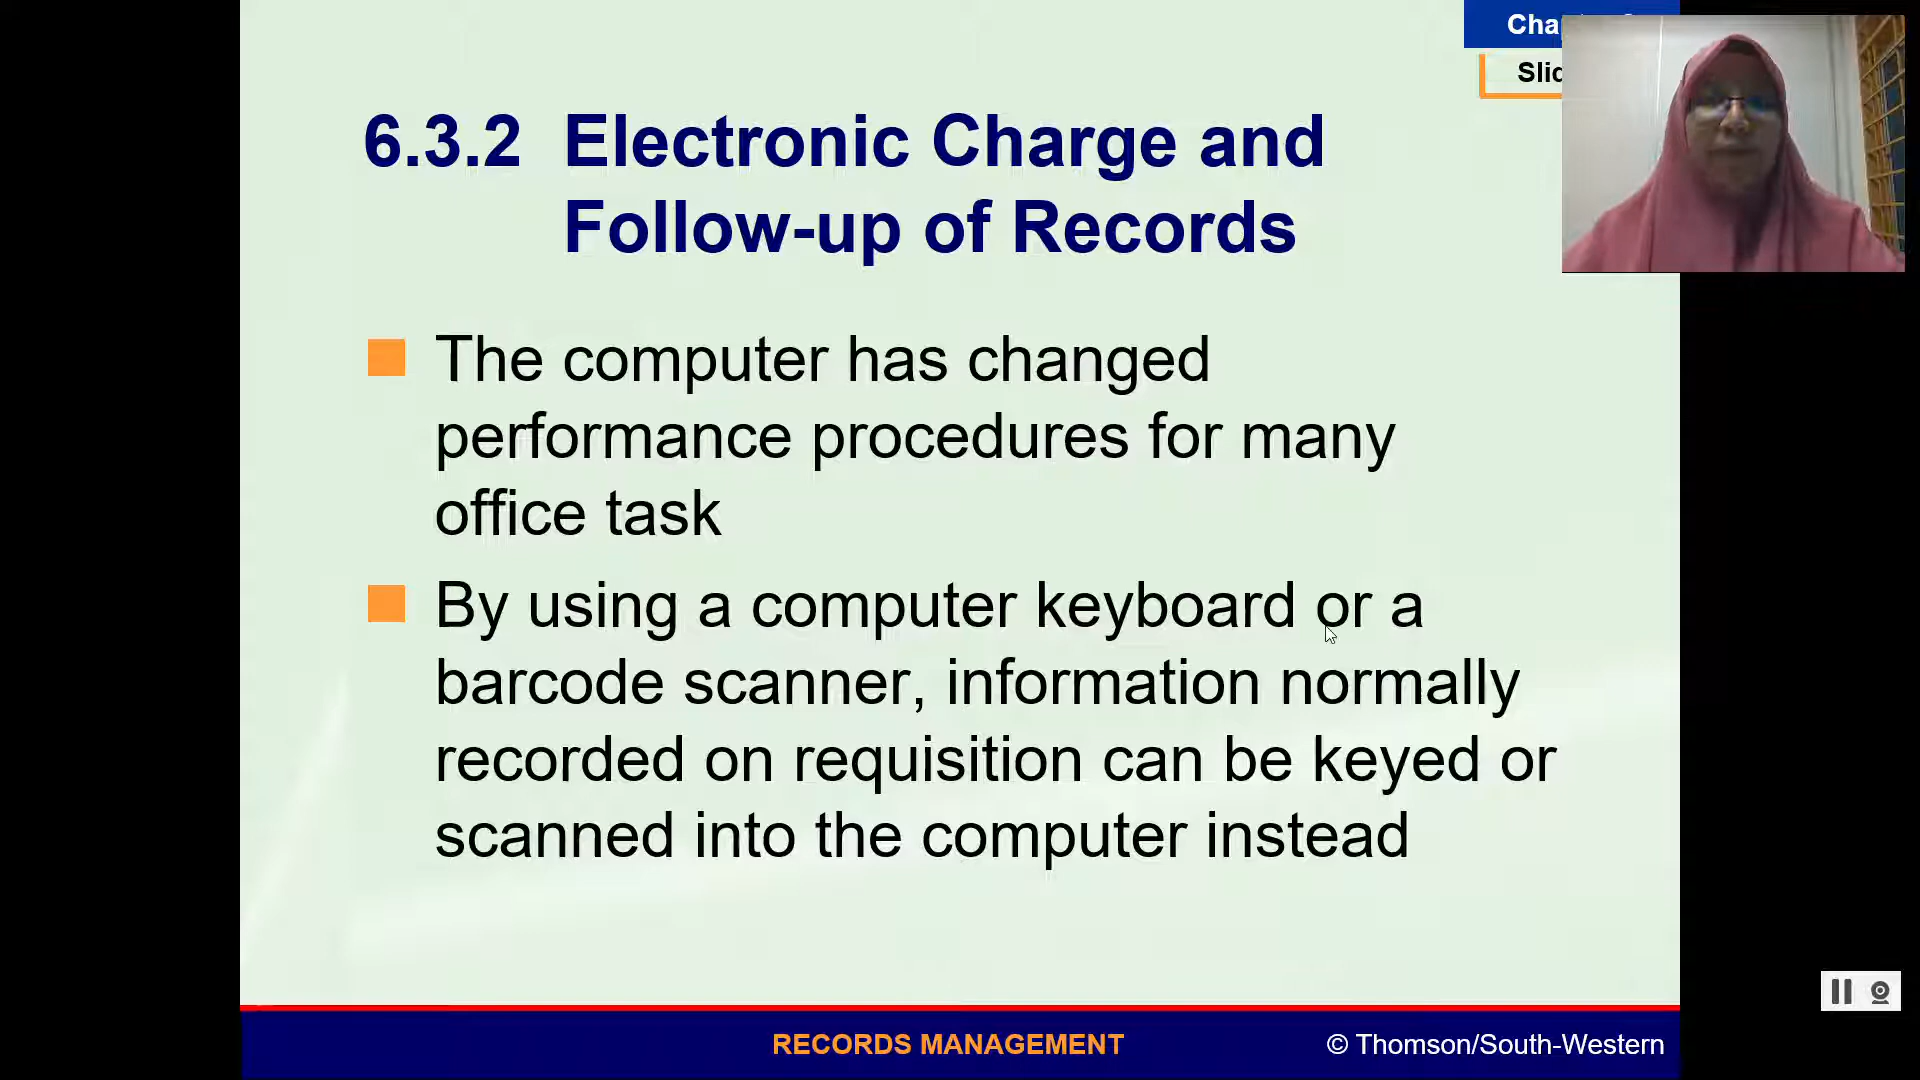 6.3.2 Electronic Charge and
Follow-up of Records
The computer has changed
performance procedures for many
office task
By using a computer keyboard or a
barcode scanner, information normally
recorded on requisition can be keyed or
scanned into the computer instead
RECORDS MANAGEMENT
© Thomson/South-Western